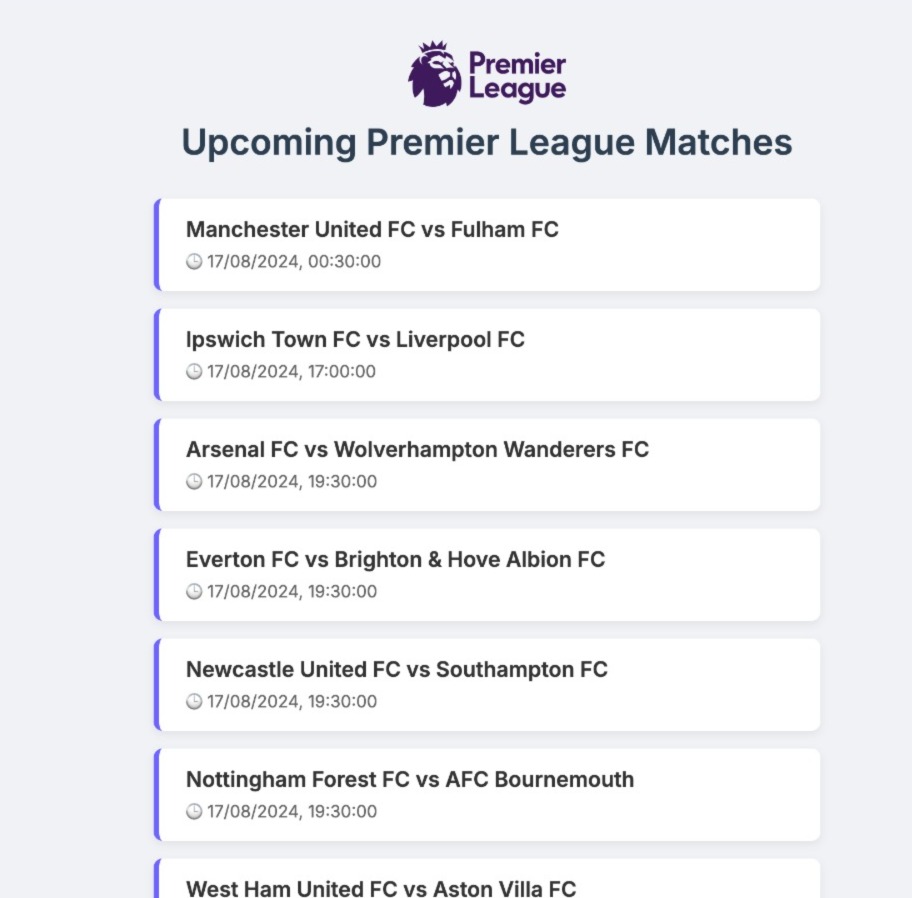 Premier
League
Upcoming Premier League Matches
Manchester United FC vs Fulham FC
17/08/2024, 00:30:00
Ipswich Town FC vs Liverpool FC
17/08/2024, 17:00:00
Arsenal FC vs Wolverhampton Wanderers FC
17/08/2024, 19:30:00
Everton FC vs Brighton & Hove Albion FC
17/08/2024, 19:30:00
Newcastle United FC vs Southampton FC
17/08/2024, 19:30:00
Nottingham Forest FC vs AFC Bournemouth
17/08/2024, 19:30:00
West Ham United FC vs Aston Villa FC